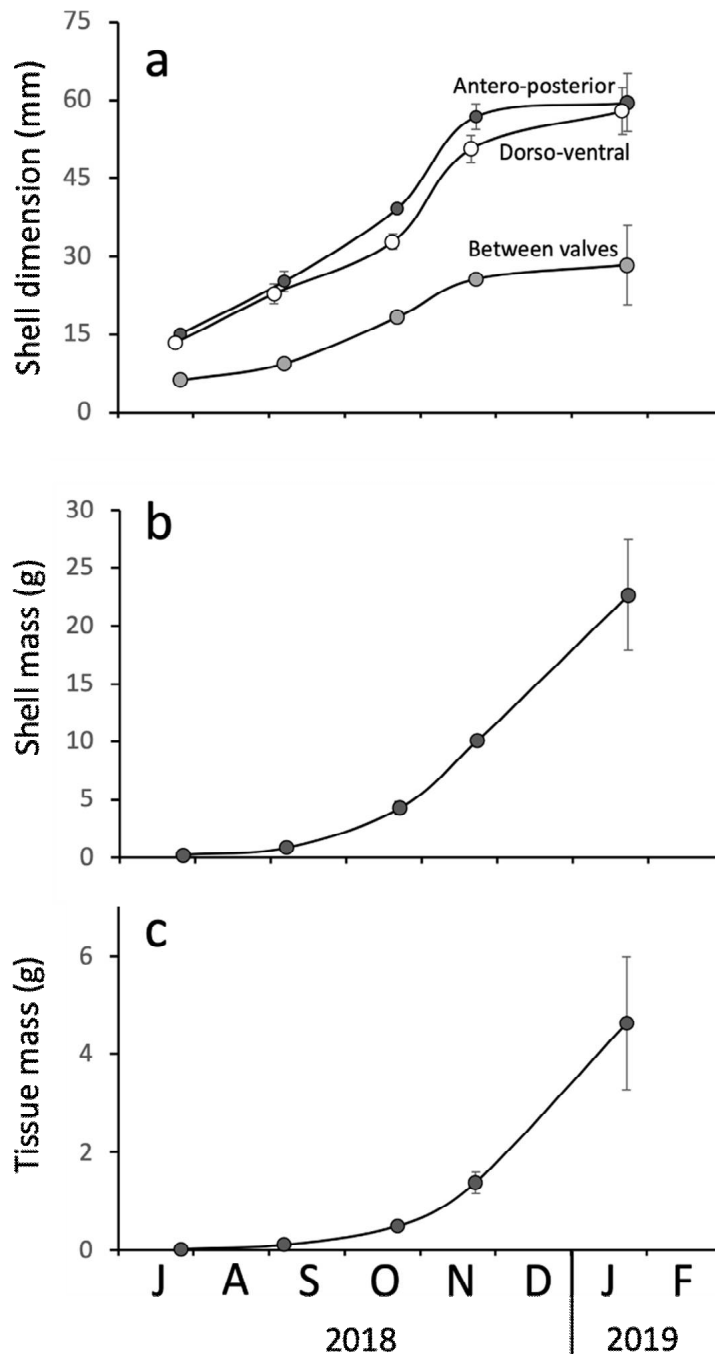 a
Shell dimension (mm)
75
60
45
30
15
0
Antero-posterior
Dorso-ventral
Between valves
b
Shell mass (g)
30
25
20
15
10
5
0
c
Tissue mass (g)
6
4
2
0
J A S O N D J F
2018 2019